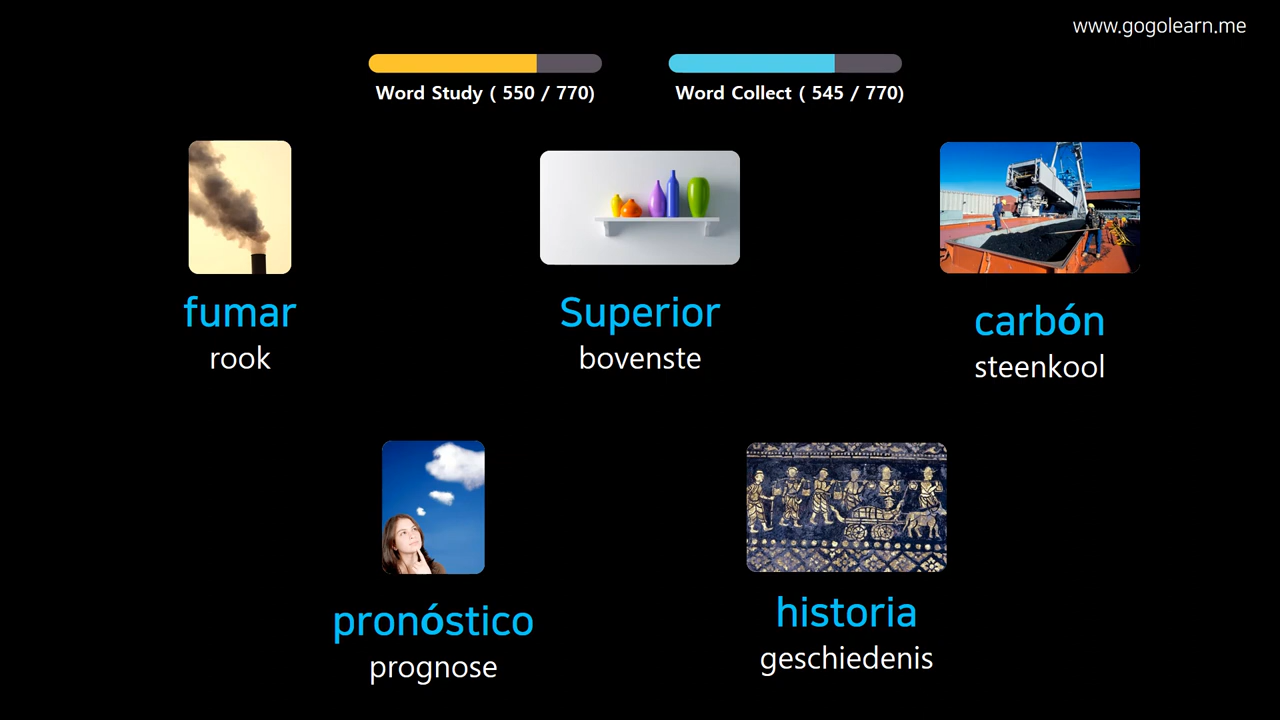 www.gogolearn.me
Word Study ( 550 / 770)
Word Collect ( 545 / 770)
fumar
rook
Superior
bovenste
carbón
steenkool
pronóstico
prognose
historia
geschiedenis